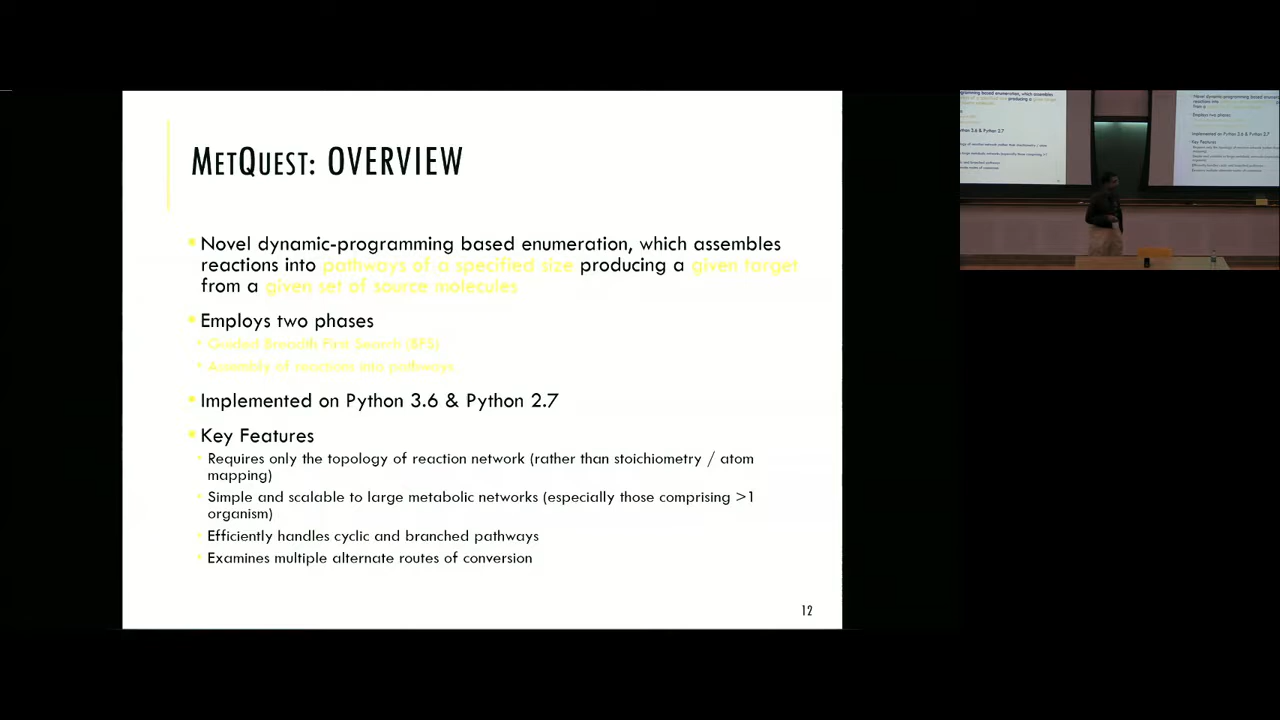 METQUEST: OVERVIEW
Novel dynamic-programming based enumeration, which assembles
reactions into pathways of a specified size producing a given target
from a given set of source molecules
Employs two phases
Guided Breadth First Search (BFS)
Assembly of reactions into pathways
Implemented on Python 3.6 & Python 2.7
Key Features
Requires only the topology of reaction network (rather than stoichiometry / atom
mapping)
Simple and scalable to large metabolic networks (especially those comprising >1
organism)
Efficiently handles cyclic and branched pathways
Examines multiple alternate routes of conversion
12